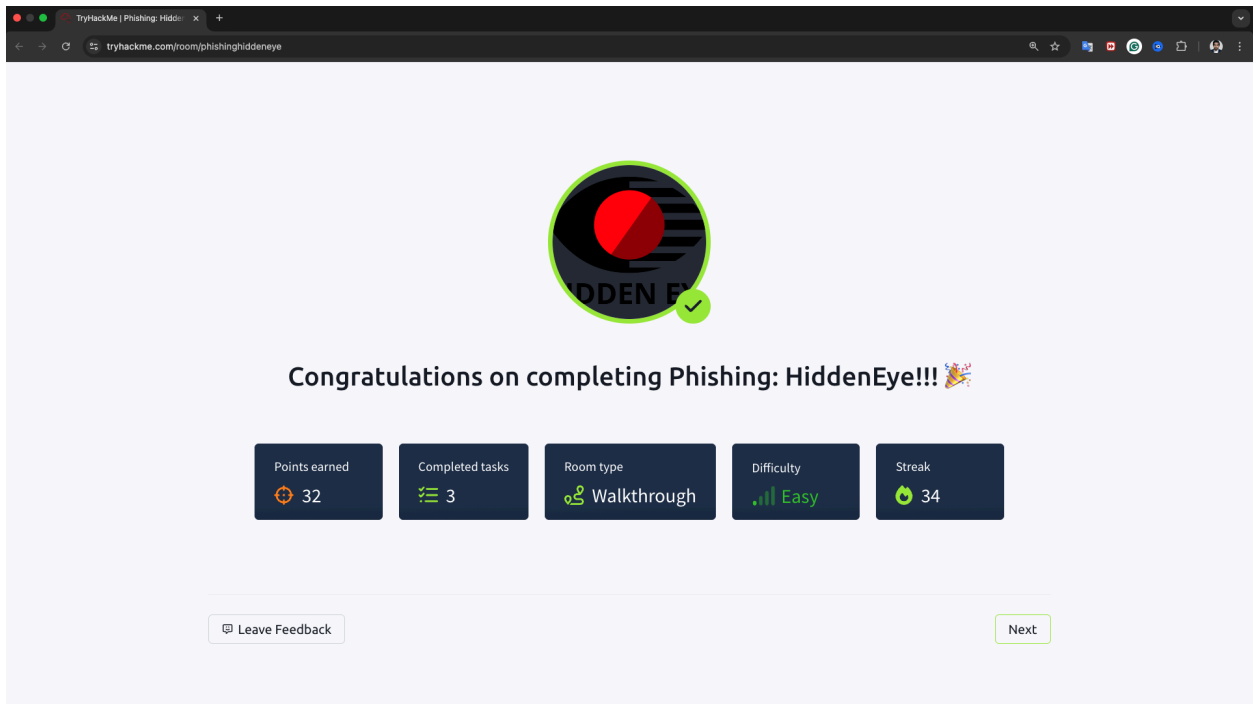 TryHackMe | Phishing: Hidden
tryhackme.com/room/phishinghiddeneye
IDDEN EY
Congratulations on completing Phishing: HiddenEye!!! 🎉
Points earned
32
Completed tasks
3
Room type
Walkthrough
Difficulty
Easy
Streak
34
Leave Feedback
Next